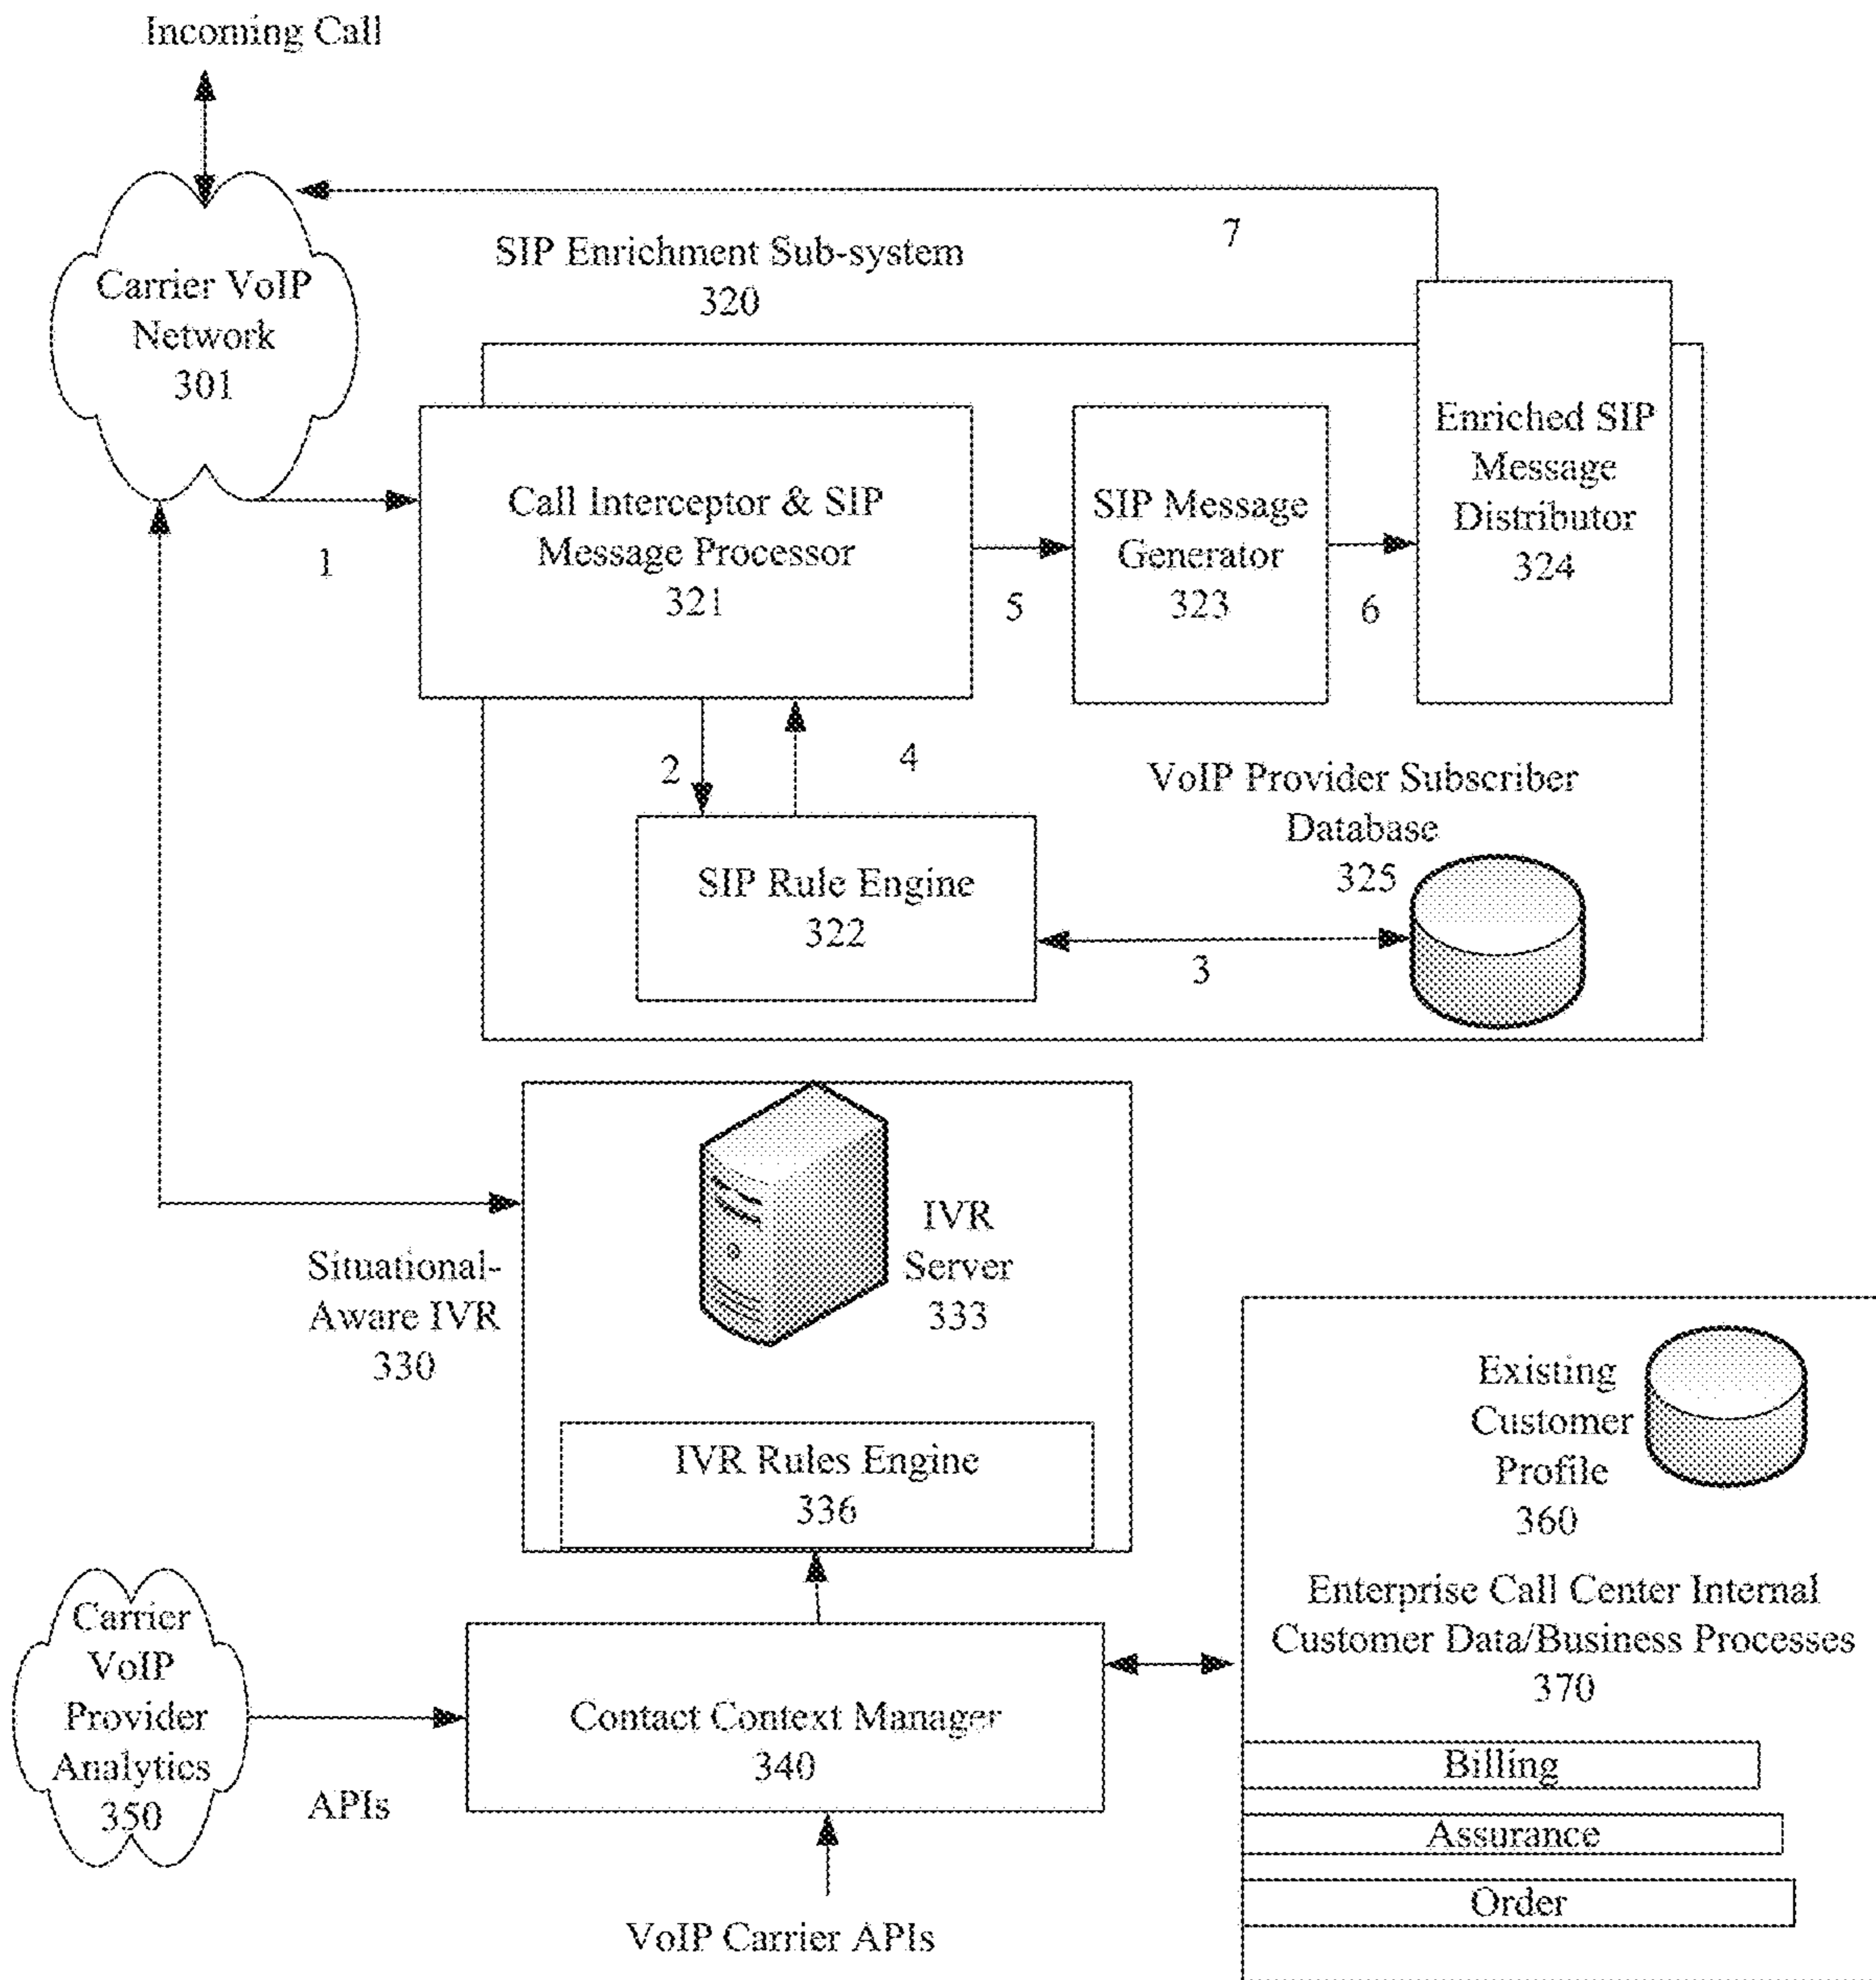 Incoming Call
Carrier VoIP
Network
301
SIP Enrichment Sub-system
320
7
1
Call Interceptor & SIP
Message Processor
321
5
SIP Message
Generator
323
6
Enriched SIP
Message
Distributor
324
2
4
SIP Rule Engine
322
3
VoIP Provider Subscriber
Database
325
Situational-
Aware IVR
330
IVR
Server
333
IVR Rules Engine
336
Existing
Customer
Profile
360
Enterprise Call Center Internal
Customer Data/Business Processes
370
Billing
Assurance
Order
Carrier
VoIP
Provider
Analytics
350
APIs
Contact Context Manager
340
VoIP Carrier APIs